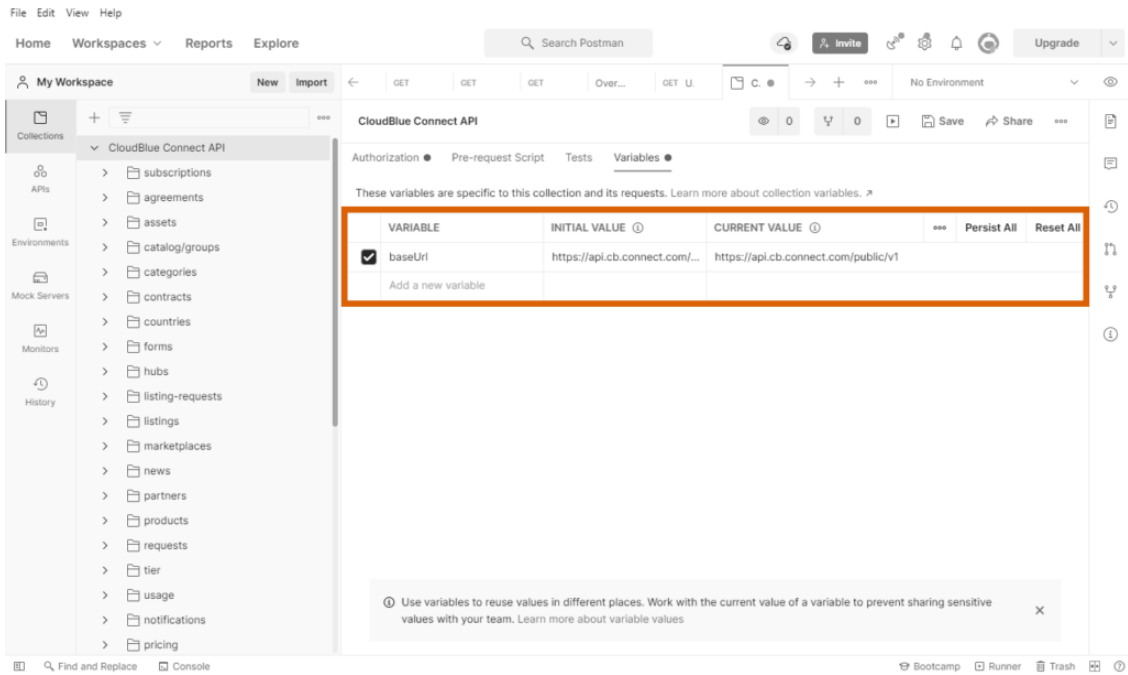 File Edit View Help
Home Workspaces Reports Explore Search Postman Invite Upgrade
My Workspace New Import GET GET GET Over... GET U. C. No Environment
Collections
APIs
Environments
Mock Servers
Monitors
History
CloudBlue Connect API
subscriptions
agreements
assets
catalog/groups
categories
contracts
countries
forms
hubs
listing-requests
listings
marketplaces
news
partners
products
requests
tier
usage
notifications
pricing
CloudBlue Connect API 0 0 Save Share
Authorization Pre-request Script Tests Variables
These variables are specific to this collection and its requests. Learn more about collection variables.
VARIABLE INITIAL VALUE CURRENT VALUE Persist All Reset All
baseUrl https://api.cb.connect.com/... https://api.cb.connect.com/public/v1
Add a new variable
Use variables to reuse values in different places. Work with the current value of a variable to prevent sharing sensitive
values with your team. Learn more about variable values
Find and Replace Console Bootcamp Runner Trash